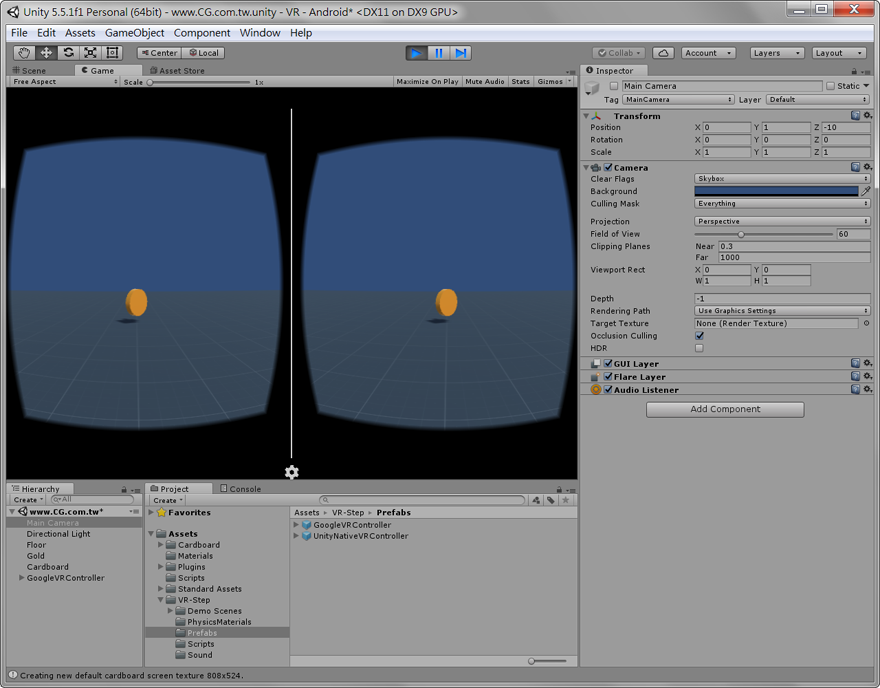 Unity 5.5.1f1 Personal (64bit) - www.CG.com.tw.unity - VR - Android* <DX11 on DX9 GPU>
File Edit Assets GameObject Component Window Help
Center Local Collab Account Layers Layout
Scene Game Asset Store
Free Aspect Scale 1x Maximize On Play Mute Audio Stats Gizmos
Inspector
Main Camera Static
Tag MainCamera Layer Default
Transform
Position X 0 Y 1 Z -10
Rotation X 0 Y 0 Z 0
Scale X 1 Y 1 Z 1
Camera
Clear Flags Skybox
Background
Culling Mask Everything
Projection Perspective
Field of View 60
Clipping Planes Near 0.3
Far 1000
Viewport Rect X 0 Y 0
W 1 H 1
Depth -1
Rendering Path Use Graphics Settings
Target Texture None (Render Texture)
Occlusion Culling
HDR
GUI Layer
Flare Layer
Audio Listener
Add Component
Hierarchy
Create All
www.CG.com.tw*
Main Camera
Directional Light
Floor
Gold
Cardboard
GoogleVRController
Project Console
Create
Favorites
Assets
Cardboard
Materials
Plugins
Scripts
Standard Assets
VR-Step
Demo Scenes
PhysicsMaterials
Prefabs
Scripts
Sound
Assets VR-Step Prefabs
GoogleVRController
UnityNativeVRController
Creating new default cardboard screen texture 808x524.